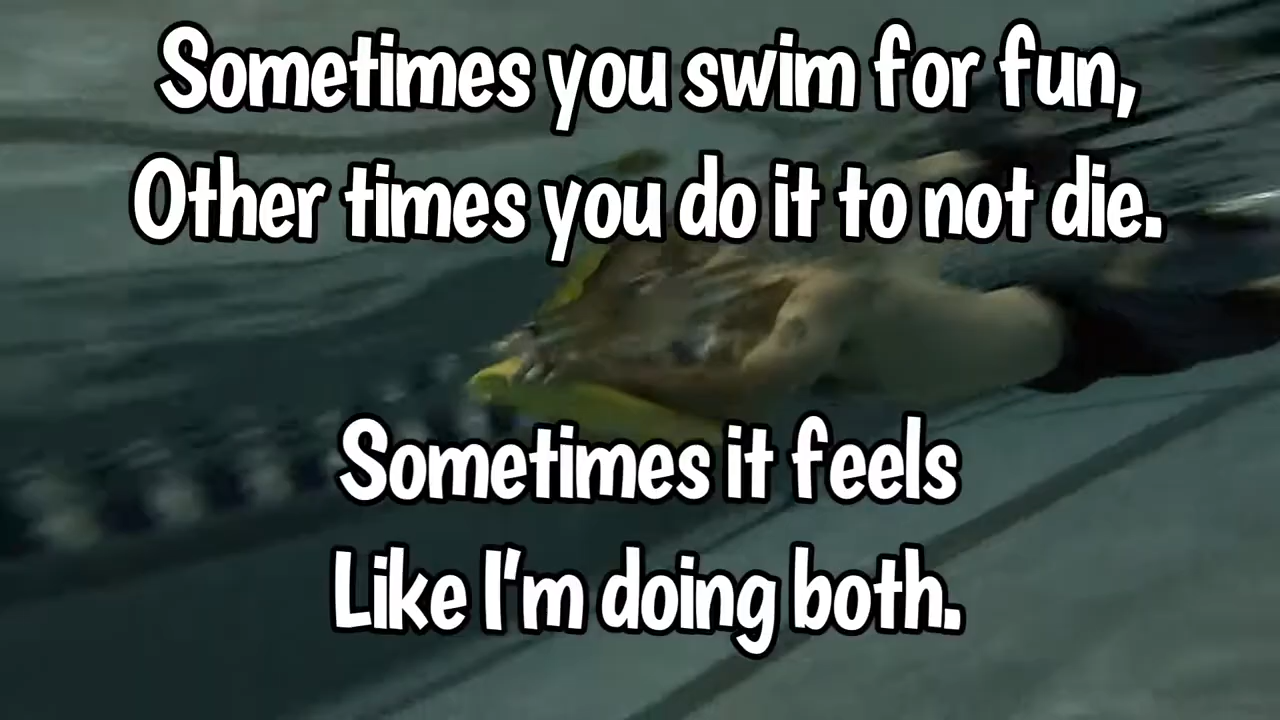 Sometimes you swim for fun,
Other times you do it to not die.
Sometimes it feels
Like I'm doing both.